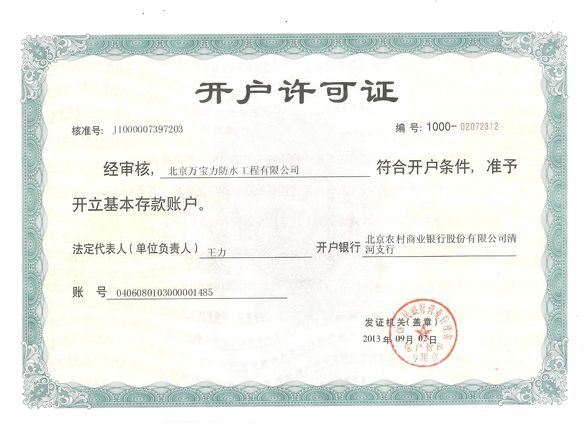 开户许可证
核准号: J1000007397203 编号: 1000-02072312
经审核, 北京万宝力防水工程有限公司 符合开户条件, 准予
开立基本存款账户。
法定代表人(单位负责人) 王力 开户银行 北京农村商业银行股份有限公司清
河支行
账 号 0406080103000001485
发证机关(盖章)
2013 年 09 月 02 日